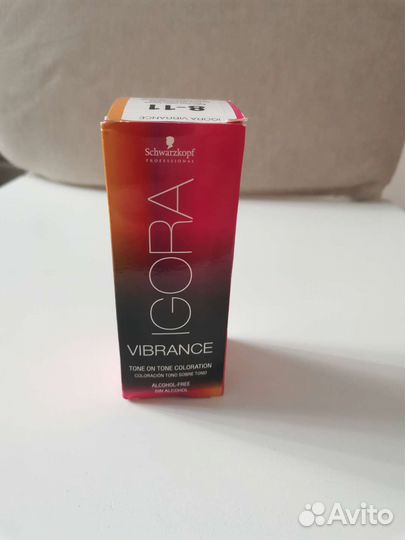 8-11
IGORA VIBRANCE
Schwarzkopf
PROFESSIONAL
IGORA
VIBRANCE
TONE ON TONE COLORATION
COLORACIÓN TONO SOBRE TONO
ALCOHOL-FREE
SIN ALCOHOL
Avito